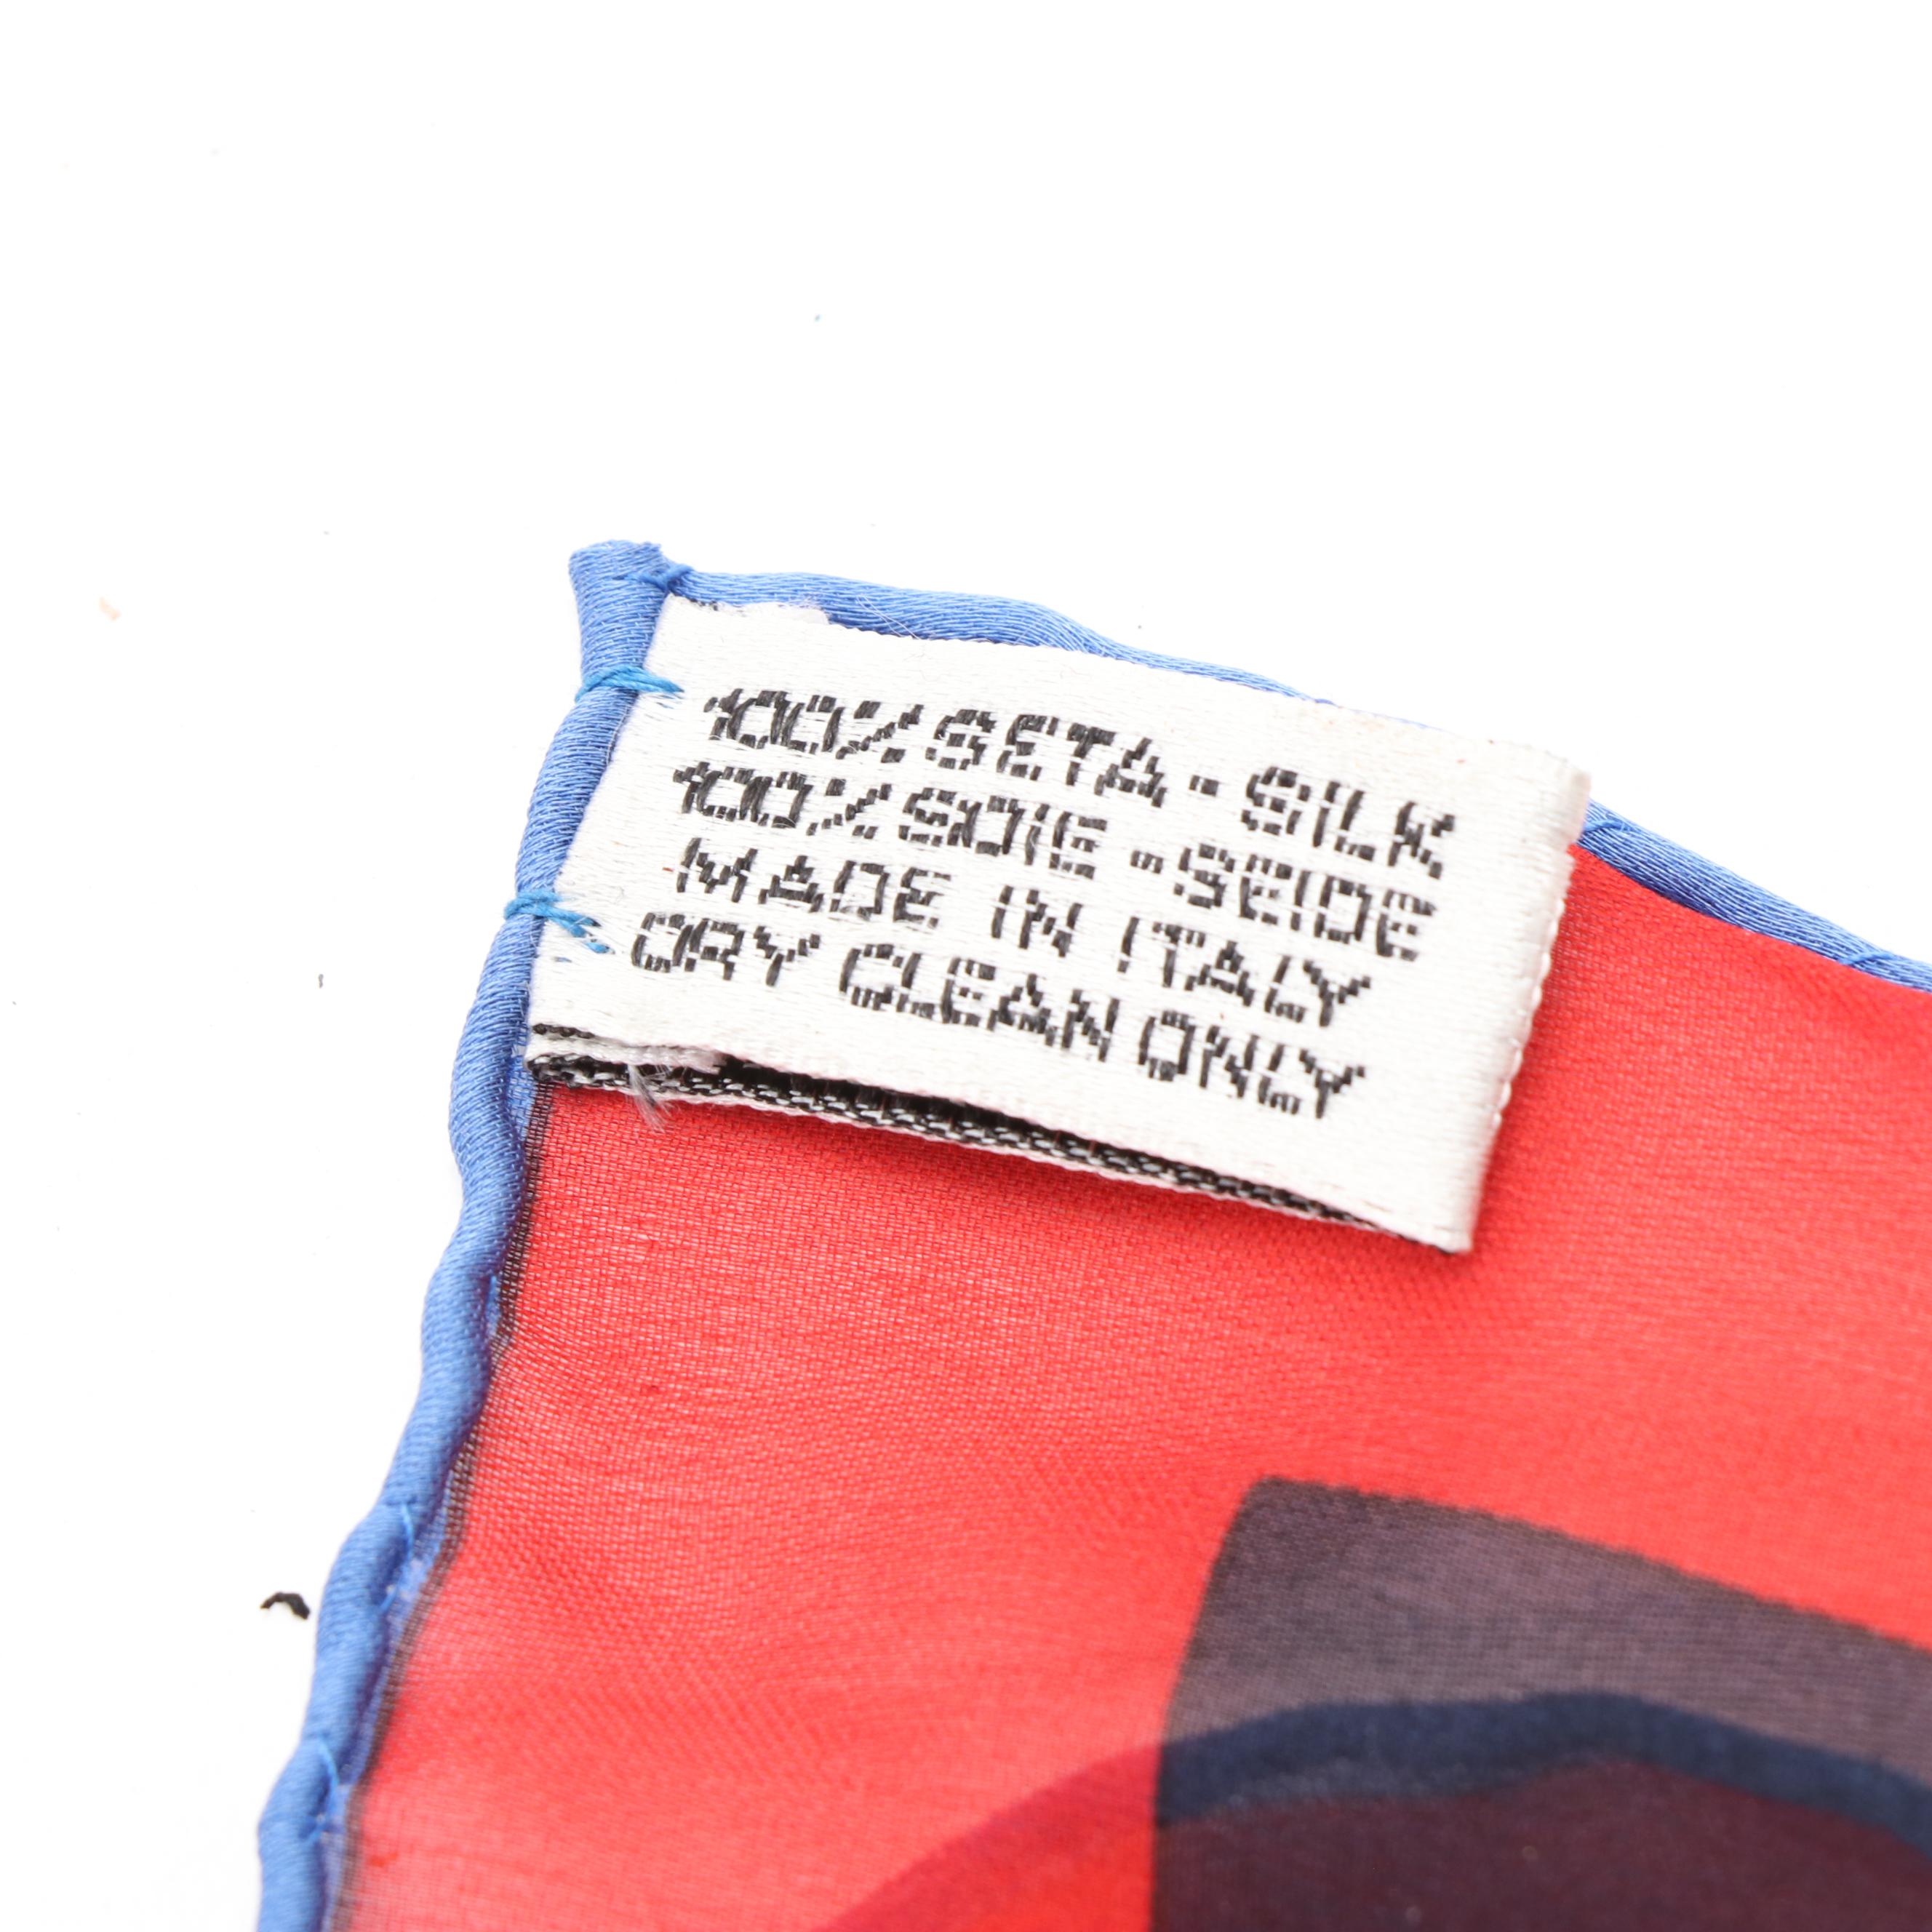 100% SETA - SILK
100% SOIE - SEIDE
MADE IN ITALY
DRY CLEAN ONLY